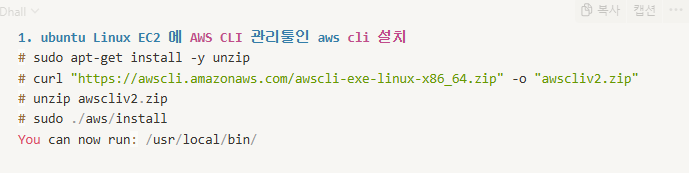 Dhall
복사 캡션
1. ubuntu Linux EC2 에 AWS CLI 관리툴인 aws cli 설치
# sudo apt-get install -y unzip
# curl "https://awscli.amazonaws.com/awscli-exe-linux-x86_64.zip" -o "awscliv2.zip"
# unzip awscliv2.zip
# sudo ./aws/install
You can now run: /usr/local/bin/